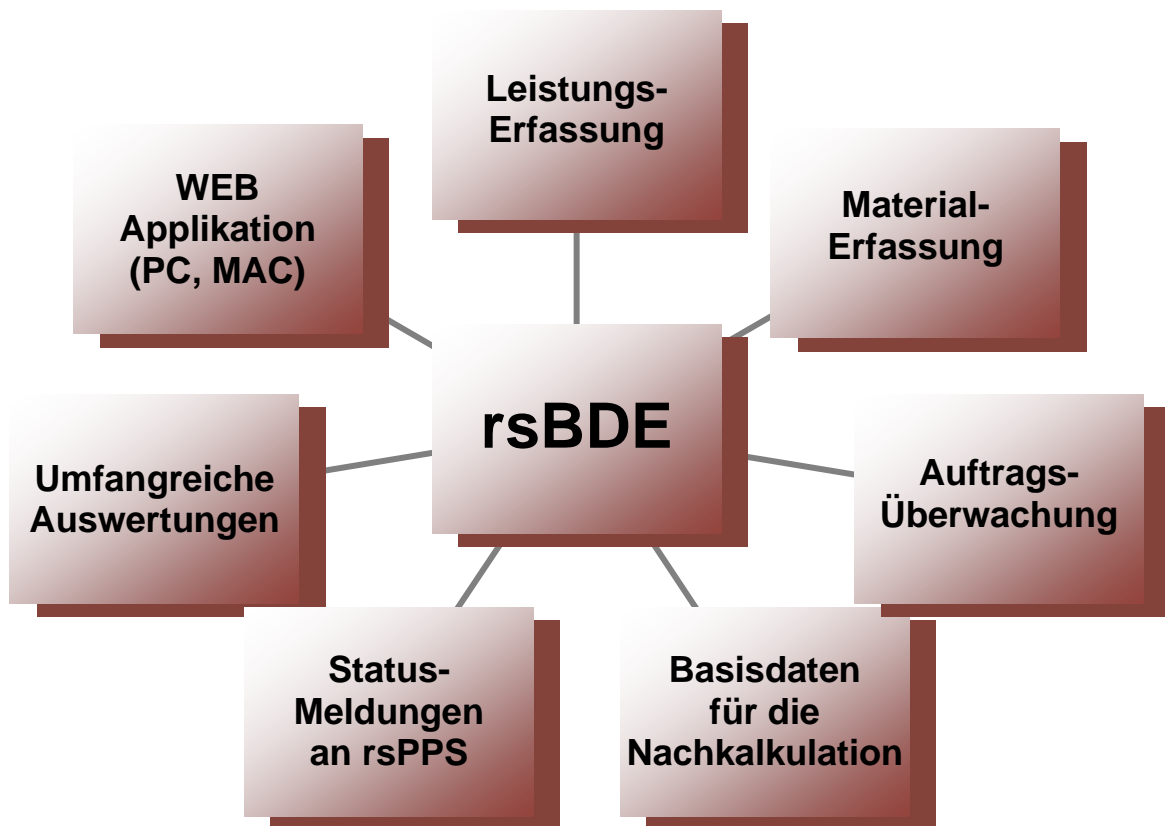 Leistungs-
Erfassung
WEB
Applikation
(PC, MAC)
Material-
Erfassung
rsBDE
Umfangreiche
Auswertungen
Auftrags-
Überwachung
Status-
Meldungen
an rsPPS
Basisdaten
für die
Nachkalkulation